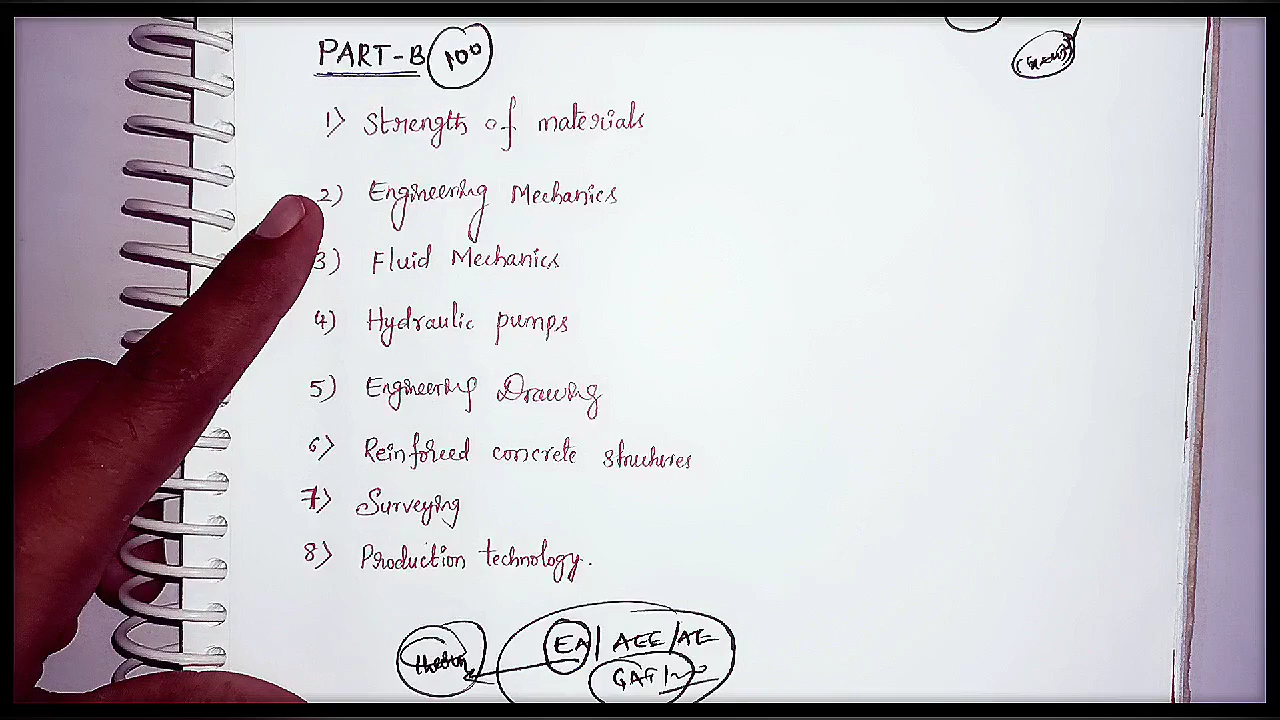 PART-B 100
1) Strength of materials
2) Engineering Mechanics
3) Fluid Mechanics
4) Hydraulic pumps
5) Engineering Drawing
6) Reinforced concrete structures
7) Surveying
8) Production technology.
EA/ AEE/AE